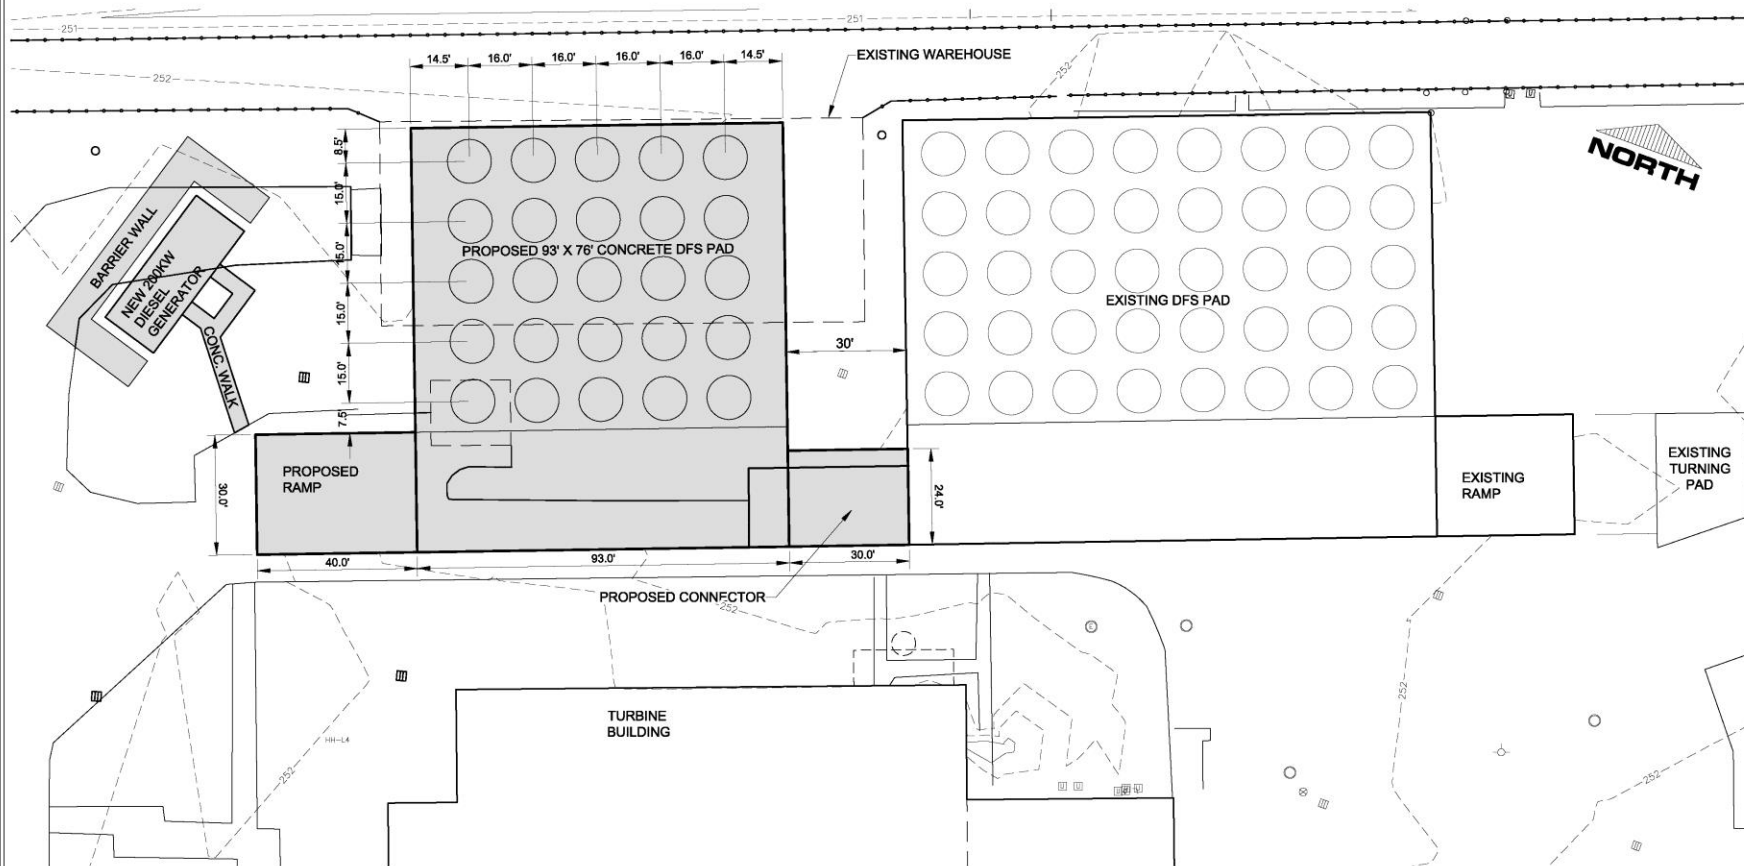 251
251
14.5'
16.0'
16.0'
16.0'
16.0'
14.5'
EXISTING WAREHOUSE
252
252
8.5'
15.0'
15.0'
15.0'
15.0'
7.5'
NORTH
BARRIER WALL
NEW 200KW
DIESEL
GENERATOR
CONC. WALK
PROPOSED 93' X 76' CONCRETE DFS PAD
EXISTING DFS PAD
30'
PROPOSED
RAMP
30.0'
24.0'
EXISTING
RAMP
EXISTING
TURNING
PAD
40.0'
93.0'
30.0'
PROPOSED CONNECTOR
252
252
TURBINE
BUILDING
HH-L4
252
252